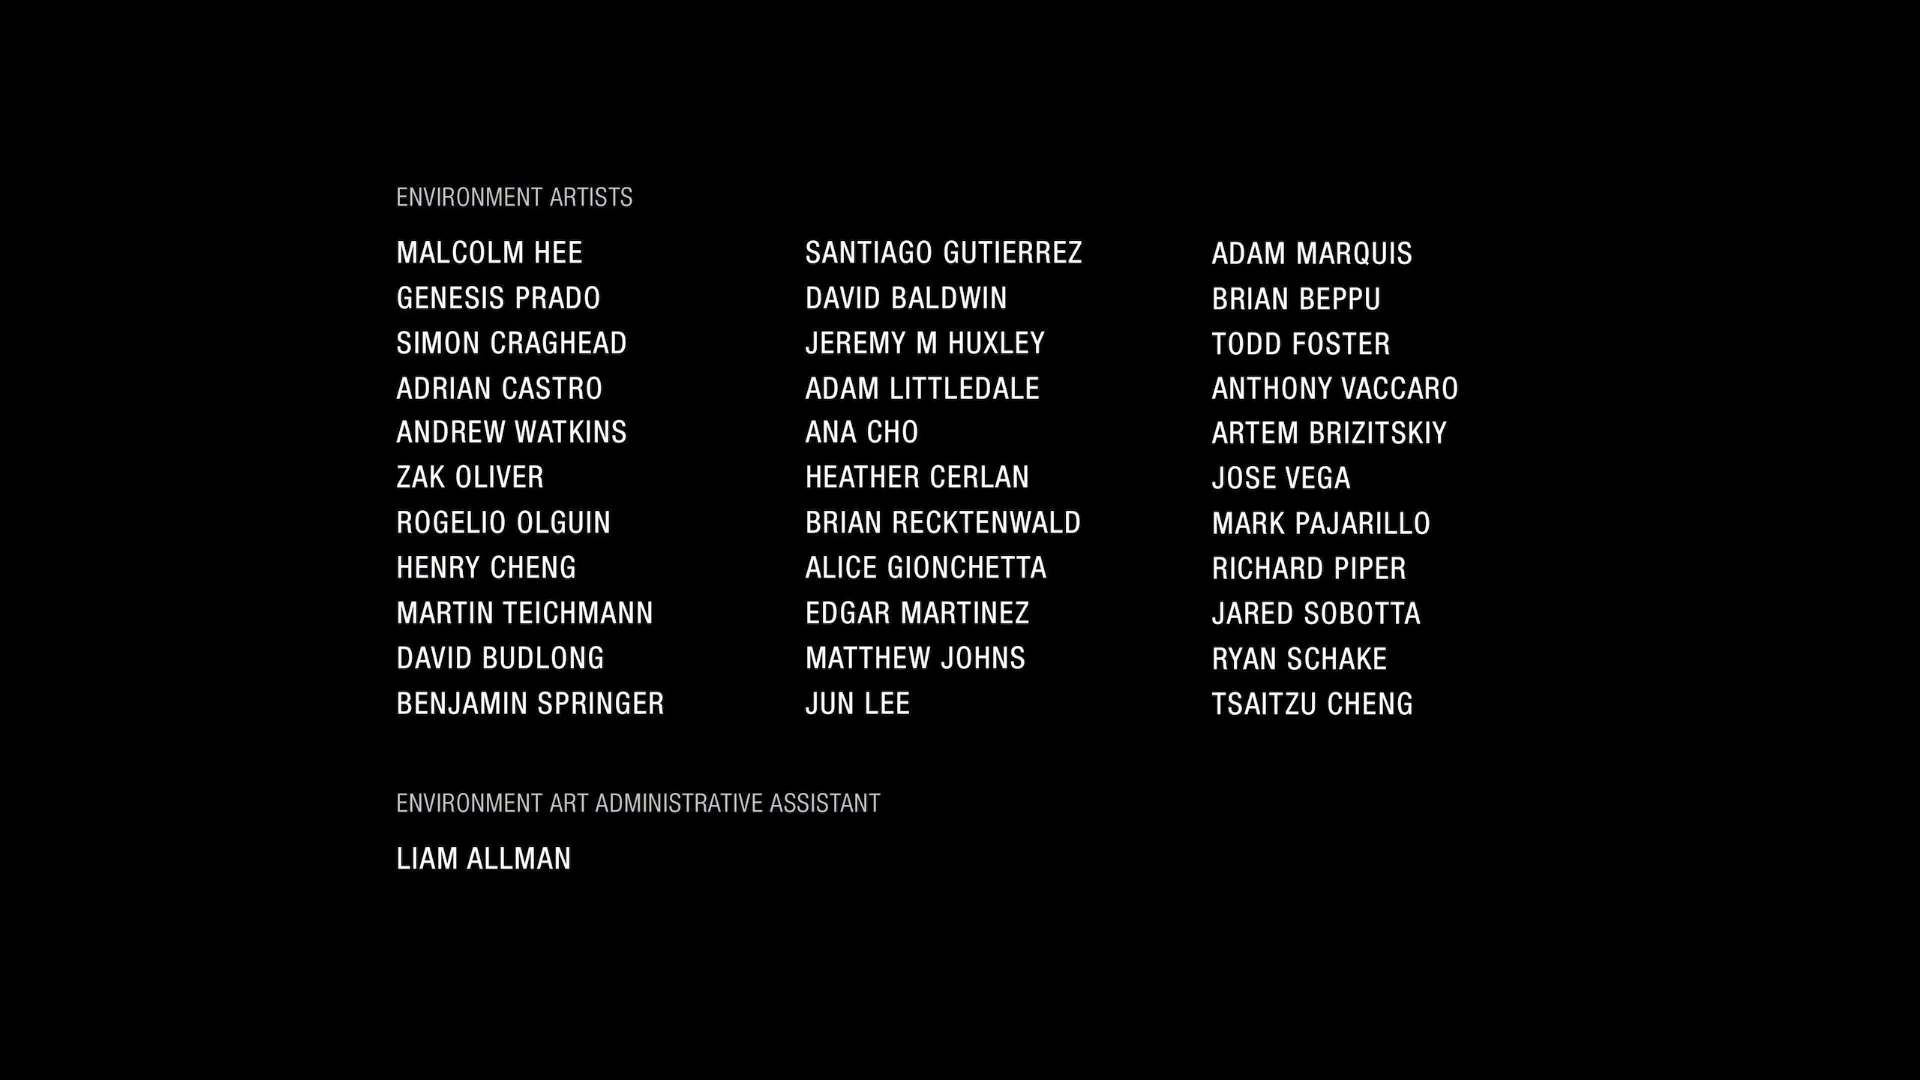 ENVIRONMENT ARTISTS
MALCOLM HEE
GENESIS PRADO
SIMON CRAGHEAD
ADRIAN CASTRO
ANDREW WATKINS
ZAK OLIVER
ROGELIO OLGUIN
HENRY CHENG
MARTIN TEICHMANN
DAVID BUDLONG
BENJAMIN SPRINGER
SANTIAGO GUTIERREZ
DAVID BALDWIN
JEREMY M HUXLEY
ADAM LITTLEDALE
ANA CHO
HEATHER CERLAN
BRIAN RECKTENWALD
ALICE GIONCHETTA
EDGAR MARTINEZ
MATTHEW JOHNS
JUN LEE
ADAM MARQUIS
BRIAN BEPPU
TODD FOSTER
ANTHONY VACCARO
ARTEM BRIZITSKIY
JOSE VEGA
MARK PAJARILLO
RICHARD PIPER
JARED SOBOTTA
RYAN SCHAKE
TSAITZU CHENG
ENVIRONMENT ART ADMINISTRATIVE ASSISTANT
LIAM ALLMAN